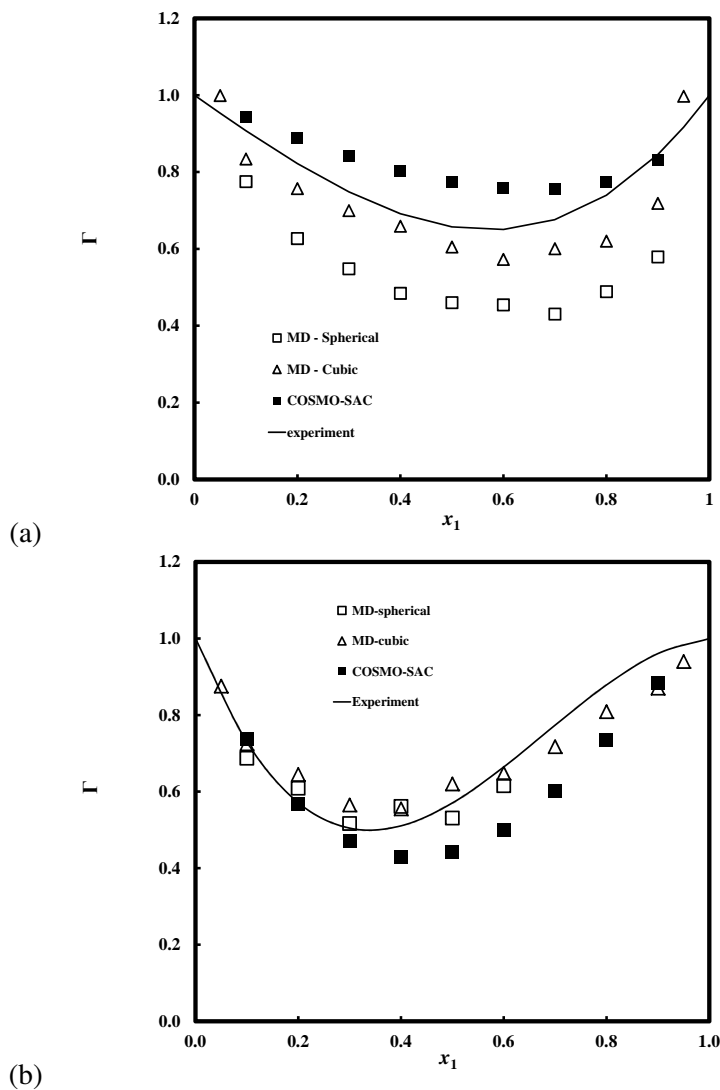 1.2
1.0
0.8
Γ
0.6
0.4
0.2
0.0
MD - Spherical
MD - Cubic
COSMO-SAC
experiment
0 0.2 0.4 0.6 0.8 1
x₁
(a)
1.2
1.0
0.8
Γ
0.6
0.4
0.2
0.0
MD-spherical
MD-cubic
COSMO-SAC
Experiment
0.0 0.2 0.4 0.6 0.8 1.0
x₁
(b)